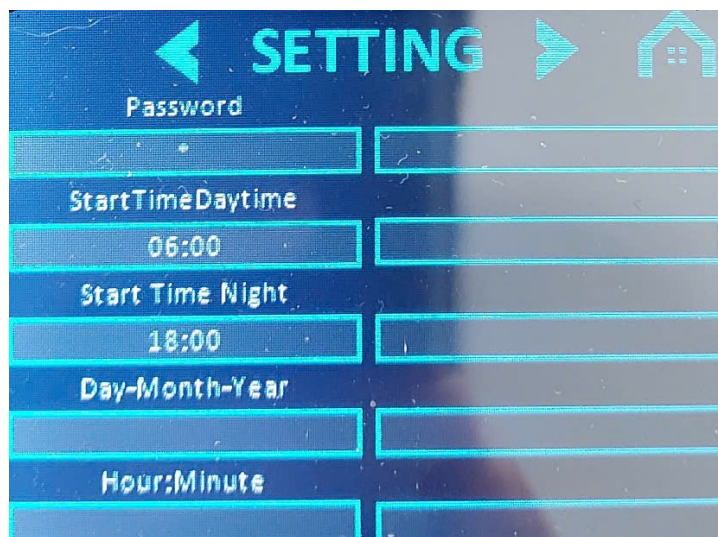 SETTING
Password
*
StartTimeDaytime
06:00
Start Time Night
18:00
Day-Month-Year
Hour:Minute